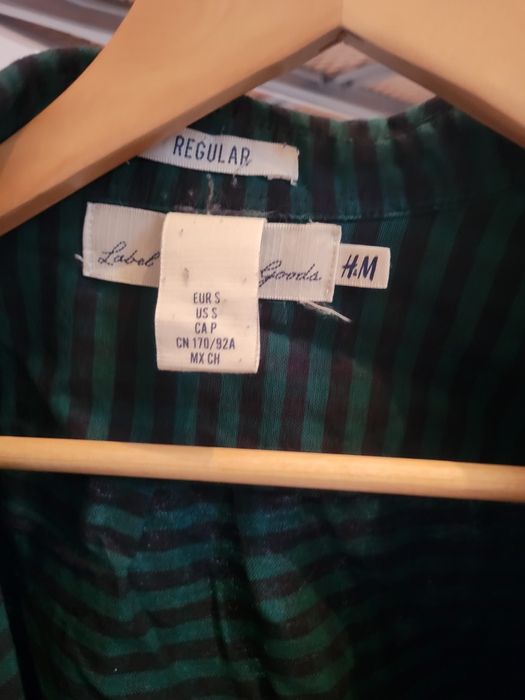 REGULAR
Label Goods H&M
EUR S
US S
CA P
CN 170/92A
MX CH